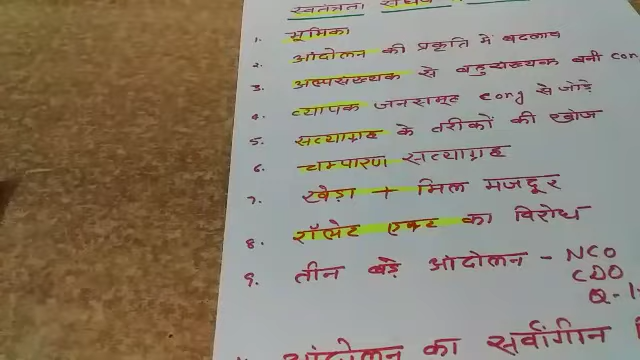 स्वतंत्रता संघर्ष
1. भूमिका
2. आंदोलन की प्रकृति में बदलाव
3. अल्पसंख्यक से बहुसंख्यक बनी Con
4. व्यापक जनसमूह cong से जोड़े
5. सत्याग्रह के तरीकों की खोज
6. चम्पारण सत्याग्रह
7. खेड़ा + मिल मजदूर
8. रॉलेट एक्ट का विरोध
9. तीन बड़े आंदोलन - NCO
CDO
Q.I.
आंदोलन का सर्वांगीन